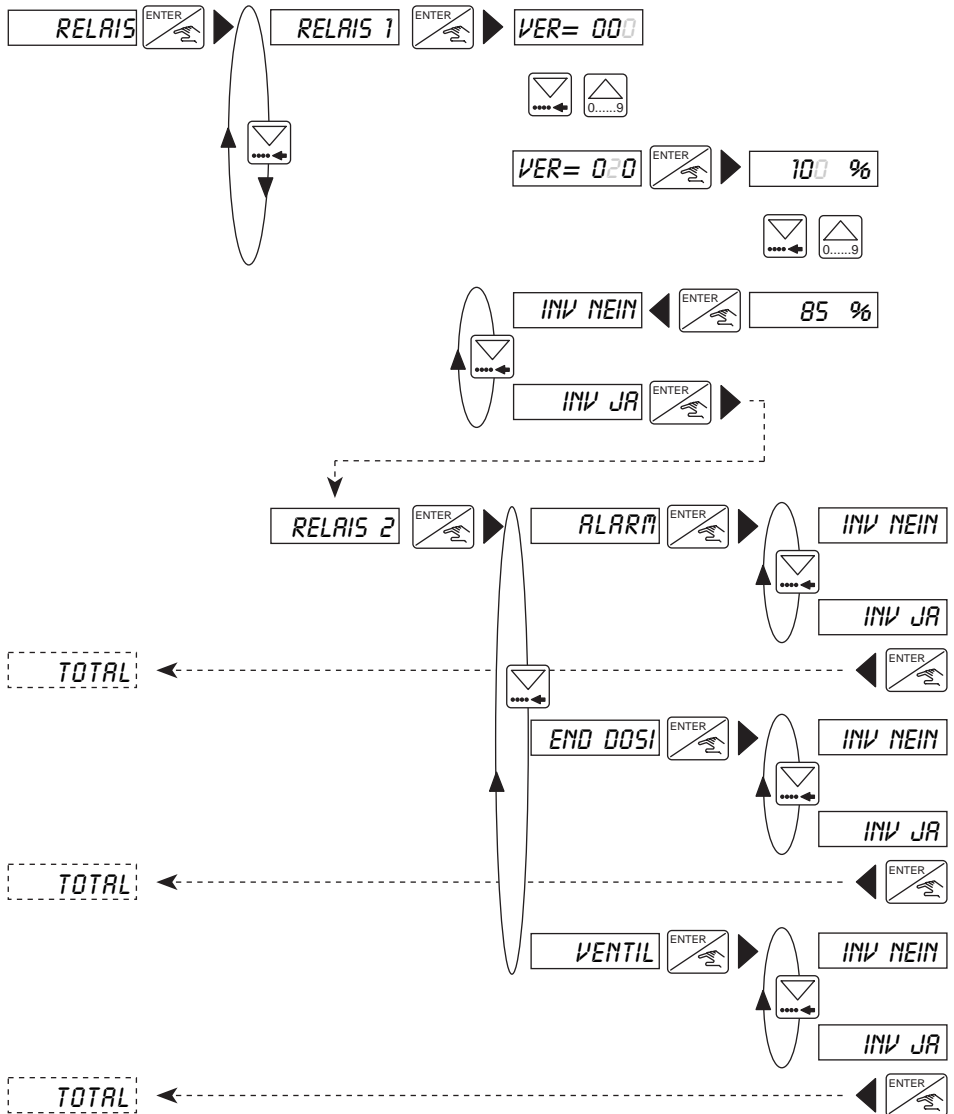 RELAIS ENTER RELAIS 1 ENTER VER= 000
0......9
VER= 020 ENTER 100 %
0......9
INV NEIN ENTER 85 %
INV JA ENTER
RELAIS 2 ENTER ALARM ENTER INV NEIN
INV JA
TOTAL ENTER
END DOSI ENTER INV NEIN
INV JA
TOTAL ENTER
VENTIL ENTER INV NEIN
INV JA
TOTAL ENTER